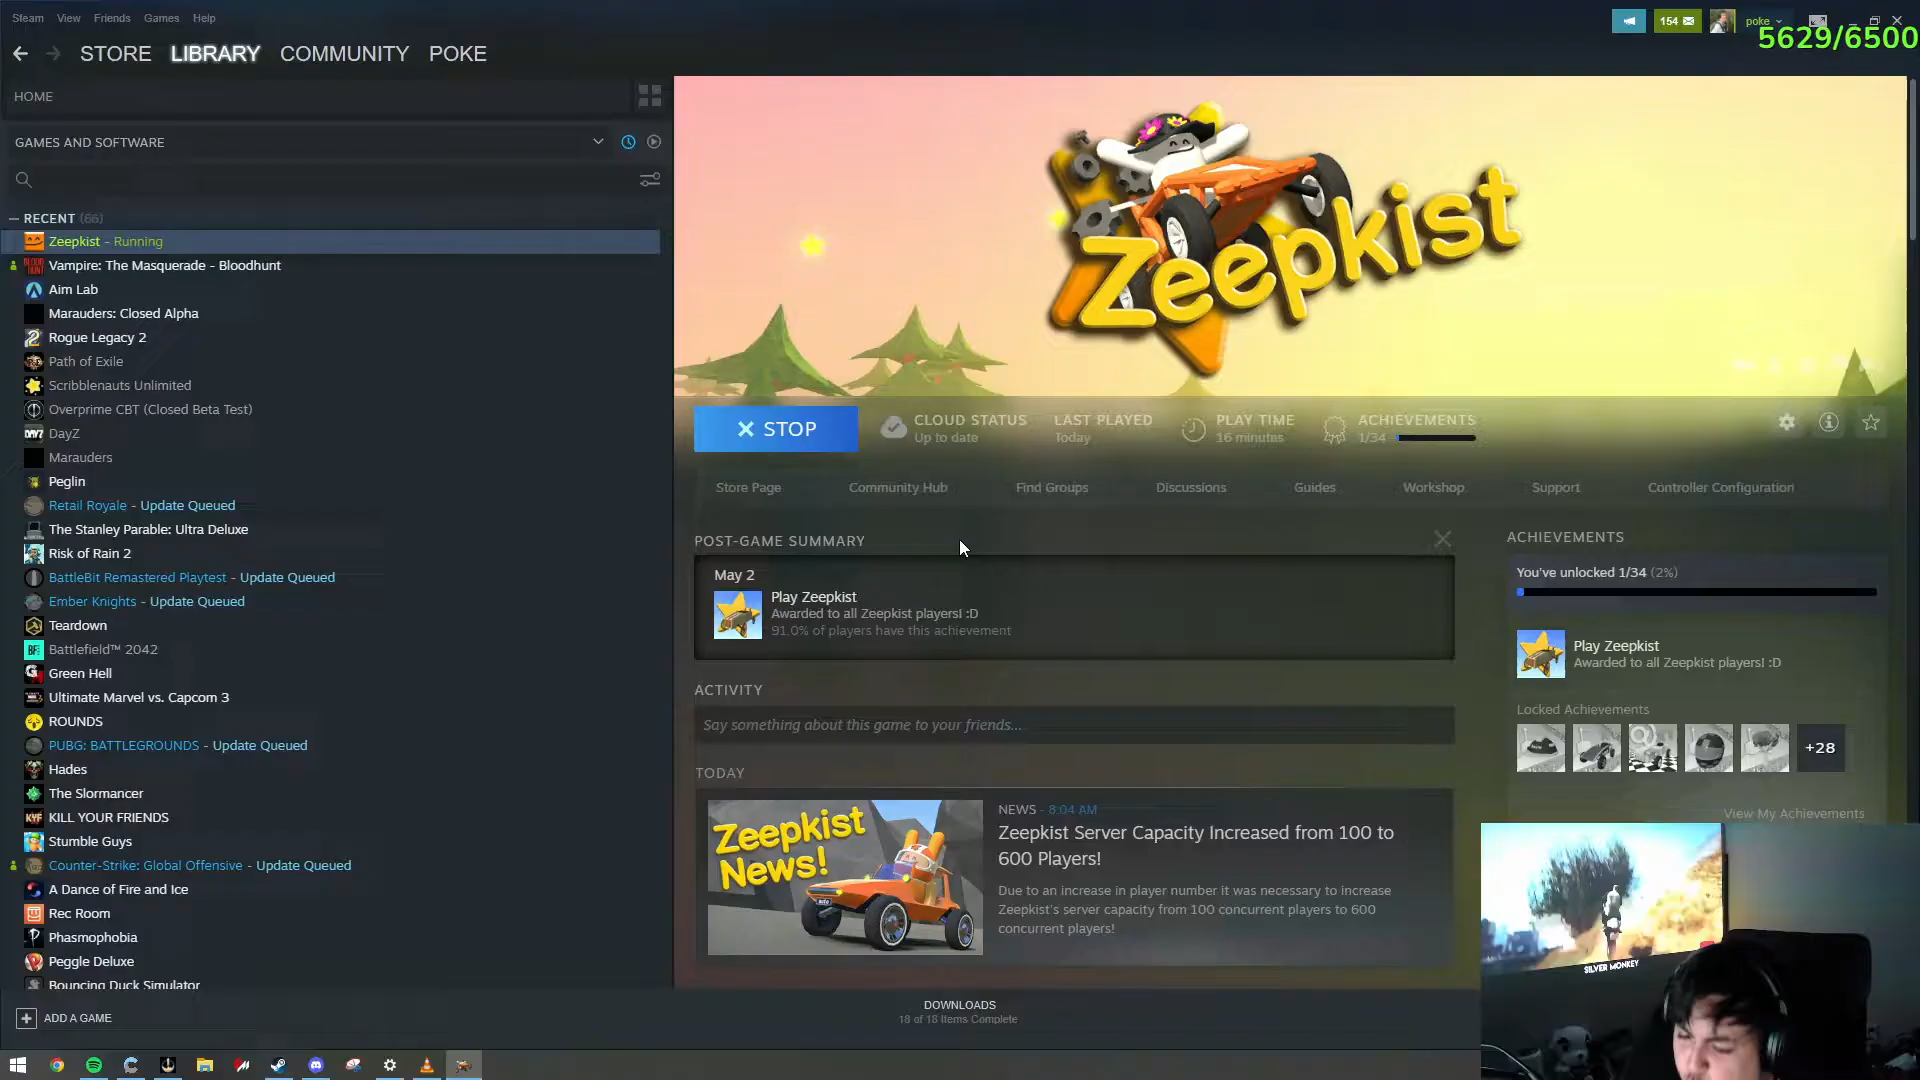 Steam View Friends Games Help
154
poke
5629/6500
STORE LIBRARY COMMUNITY POKE
HOME
GAMES AND SOFTWARE
RECENT (66)
Zeepkist - Running
Vampire: The Masquerade - Bloodhunt
Aim Lab
Marauders: Closed Alpha
Rogue Legacy 2
Path of Exile
Scribblenauts Unlimited
Overprime CBT (Closed Beta Test)
DayZ
Marauders
Peglin
Retail Royale - Update Queued
The Stanley Parable: Ultra Deluxe
Risk of Rain 2
BattleBit Remastered Playtest - Update Queued
Ember Knights - Update Queued
Teardown
Battlefield™ 2042
Green Hell
Ultimate Marvel vs. Capcom 3
ROUNDS
PUBG: BATTLEGROUNDS - Update Queued
Hades
The Slormancer
KILL YOUR FRIENDS
Stumble Guys
Counter-Strike: Global Offensive - Update Queued
A Dance of Fire and Ice
Rec Room
Phasmophobia
Peggle Deluxe
Bouncing Duck Simulator
ADD A GAME
Zeepkist
STOP
CLOUD STATUS
Up to date
LAST PLAYED
Today
PLAY TIME
16 minutes
ACHIEVEMENTS
1/34
Store Page Community Hub Find Groups Discussions Guides Workshop Support Controller Configuration
POST-GAME SUMMARY
May 2
Play Zeepkist
Awarded to all Zeepkist players! :D
91.0% of players have this achievement
ACTIVITY
Say something about this game to your friends...
TODAY
Zeepkist
News!
NEWS - 8:04 AM
Zeepkist Server Capacity Increased from 100 to
600 Players!
Due to an increase in player number it was necessary to increase
Zeepkist's server capacity from 100 concurrent players to 600
concurrent players!
ACHIEVEMENTS
You've unlocked 1/34 (2%)
Play Zeepkist
Awarded to all Zeepkist players! :D
Locked Achievements
+28
View My Achievements
SILVER MONKEY
DOWNLOADS
18 of 18 Items Complete